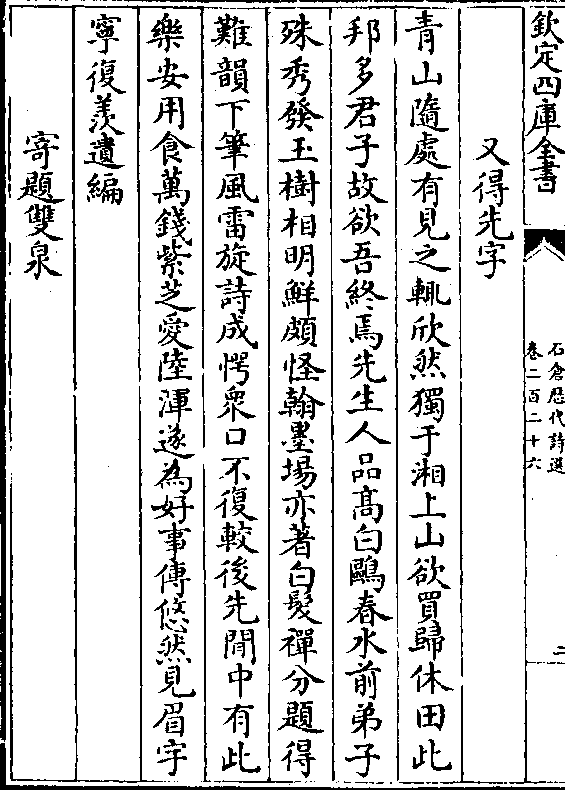 欽定四庫全書
石倉歷代詩選
卷二百二十六
二
又得先字
青山隨處有見之輒欣然獨于湘上山欲買歸休田此
邦多君子故欲吾終焉先生人品髙白鷗春水前弟子
殊秀發玉樹相明鮮頗怪翰墨場亦著白髮禪分題得
難韻下筆風雷旋詩成愕衆口不復較後先閒中有此
樂安用食萬錢紫芝愛陸渾遂為好事傳悠然見眉宇
寧復羨遺編
寄題雙泉